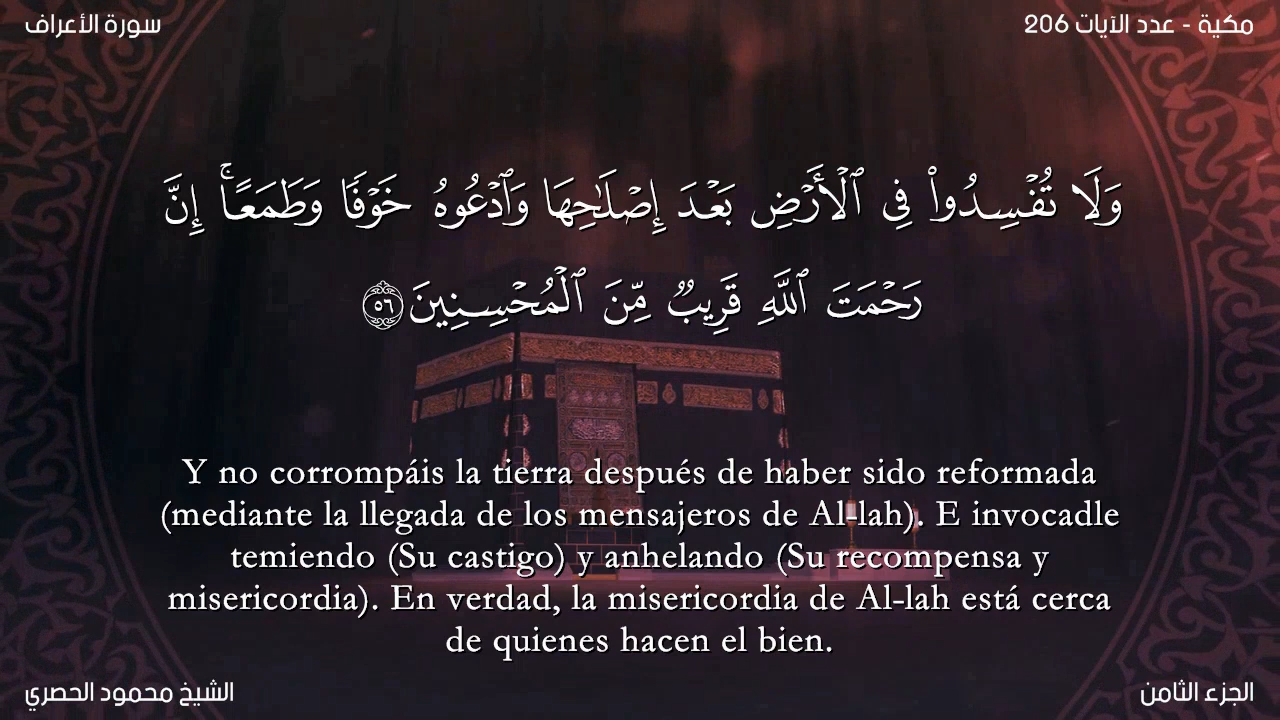 سورة الأعراف
مكية - عدد الآيات 206
وَلَا تُفۡسِدُواْ فِي ٱلۡأَرۡضِ بَعۡدَ إِصۡلَٰحِهَا وَٱدۡعُوهُ خَوۡفٗا وَطَمَعًاۚ إِنَّ
رَحۡمَتَ ٱللَّهِ قَرِيبٞ مِّنَ ٱلۡمُحۡسِنِينَ ٥٦
Y no corrompáis la tierra después de haber sido reformada
(mediante la llegada de los mensajeros de Al-lah). E invocadle
temiendo (Su castigo) y anhelando (Su recompensa y
misericordia). En verdad, la misericordia de Al-lah está cerca
de quienes hacen el bien.
الشيخ محمود الحصري
الجزء الثامن